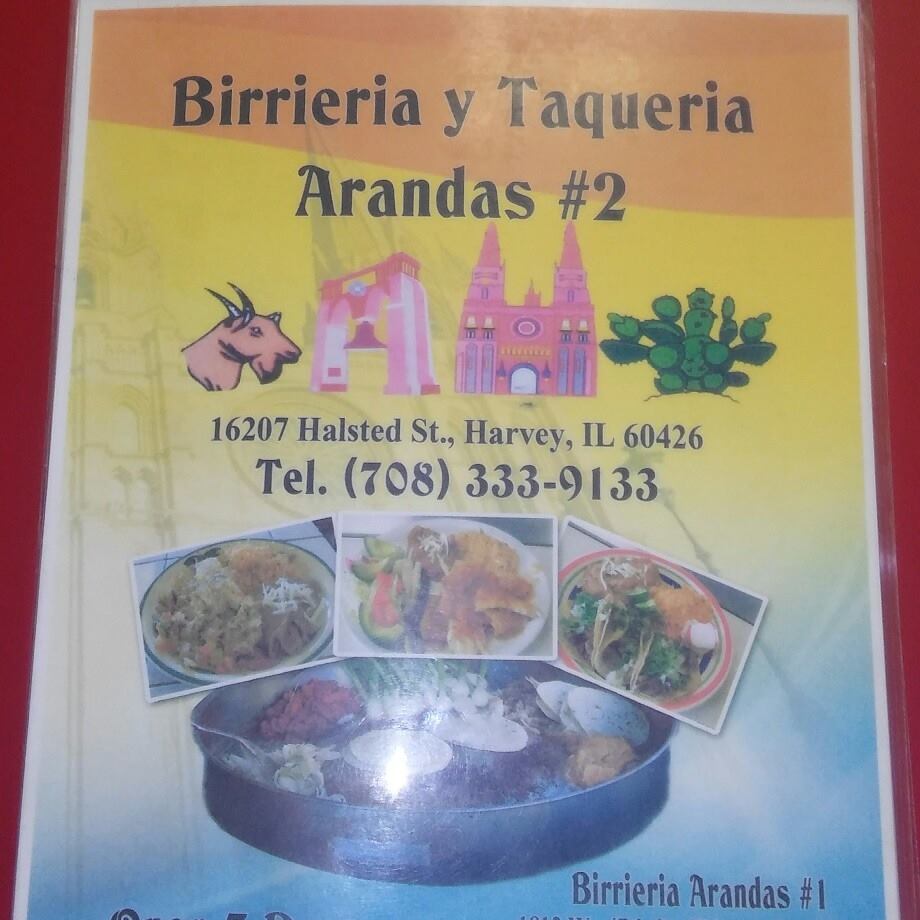 Birrieria y Taqueria
Arandas #2
16207 Halsted St., Harvey, IL 60426
Tel. (708) 333-9133
Birrieria Arandas #1